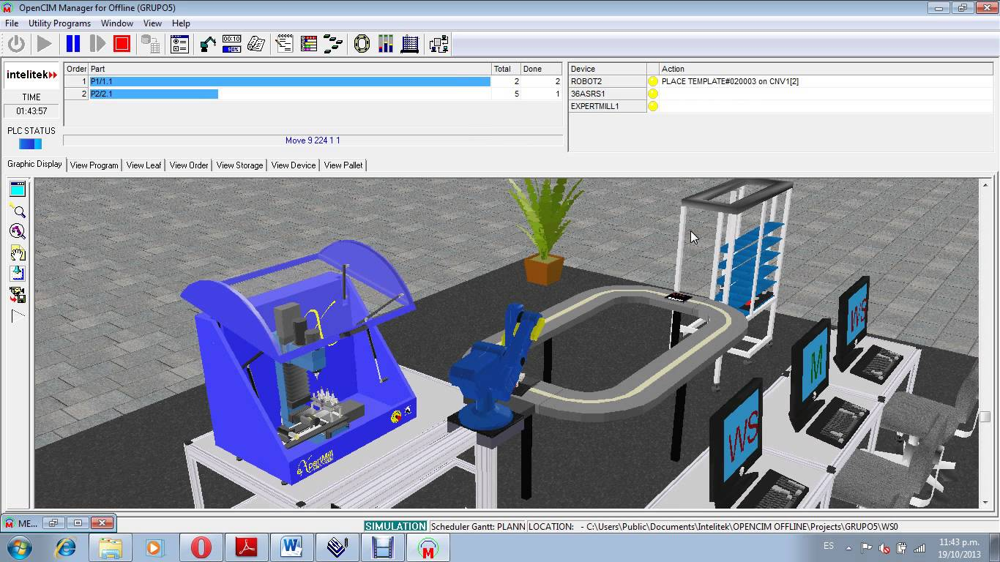 OpenCIM Manager for Offline (GRUPO5)
File Utility Programs Window View Help
00:10
intelitek
TIME
01:43:57
PLC STATUS
Order Part Total Done
1 P1/1.1 2 2
2 P2/2.1 5 1
Move 9 224 1 1
Device Action
ROBOT2 PLACE TEMPLATE#020003 on CNV1[2]
36ASRS1
EXPERTMILL1
Graphic Display View Program View Leaf View Order View Storage View Device View Pallet
WS
M
WS
ME...
SIMULATION Scheduler Gantt: PLANN LOCATION: - C:\Users\Public\Documents\Intelitek\OPENCIM OFFLINE\Projects\GRUPO5\WS0
ES
11:43 p.m.
19/10/2013